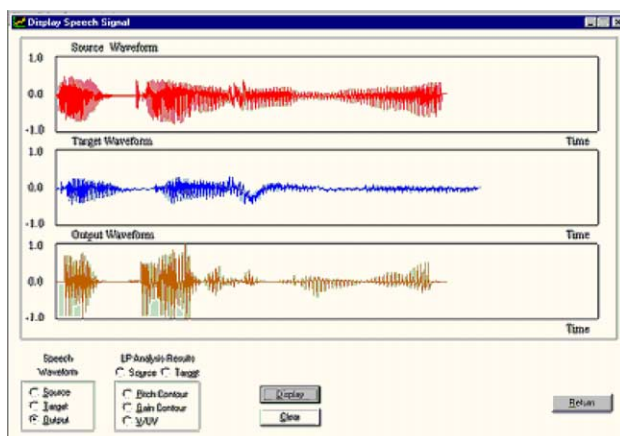 Display Speech Signal
Source Waveform
1.0
0.0
-1.0
Time
Target Waveform
1.0
0.0
-1.0
Time
Output Waveform
1.0
0.0
-1.0
Time
Speech Waveform
Source
Target
Output
LP Analysis Results
Source Target
Pitch Contour
Gain Contour
V/UV
Display
Clear
Return